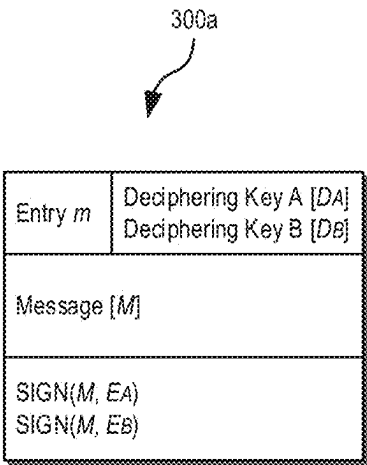 300a
Entry m
Deciphering Key A [DA]
Deciphering Key B [DB]
Message [M]
SIGN(M, EA)
SIGN(M, EB)